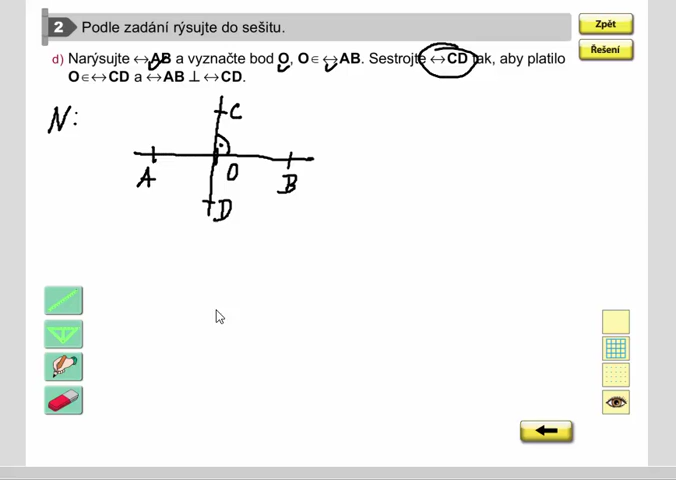 2 Podle zadání rýsujte do sešitu.
Zpět
Řešení
d) Narýsujte ↔AB a vyznačte bod O, O∈↔AB. Sestrojte ↔CD tak, aby platilo
O∈↔CD a ↔AB ⊥ ↔CD.
N:
C
A
O
B
D